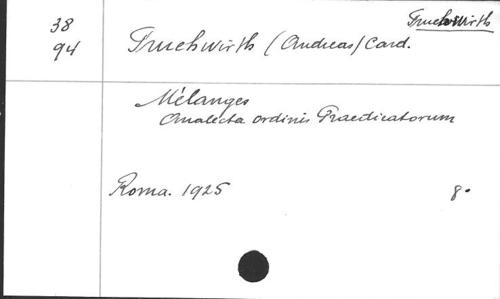 Fruehwirth
38
94
Fruehwirth (Andreas) Card.
Mélanges
Analecta ordinis Praedicatorum
Roma. 1925 8°